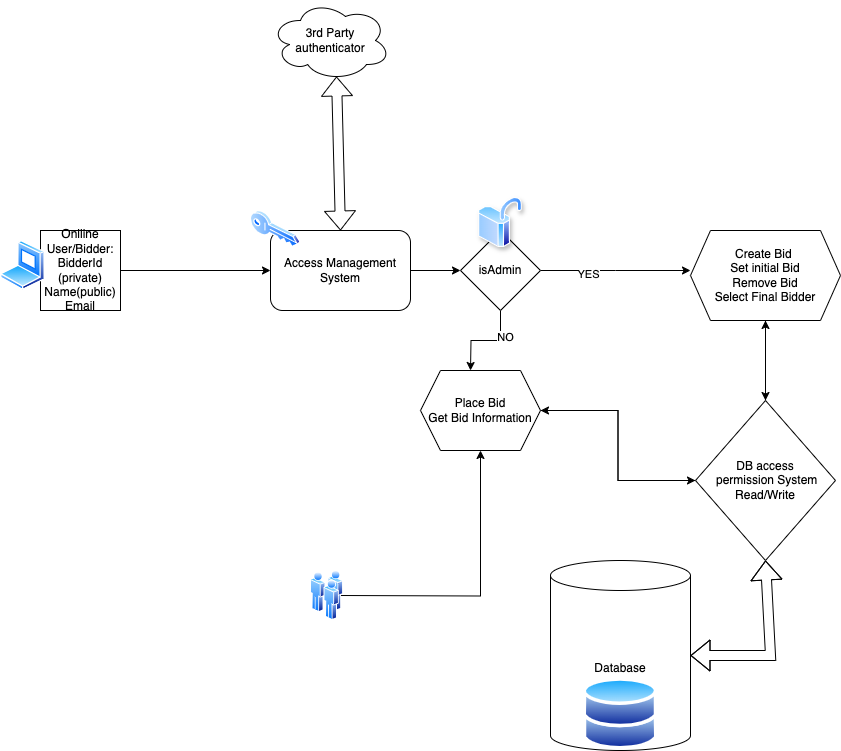 3rd Party
authenticator
Online
User/Bidder:
BidderId
(private)
Name(public)
Email
Access Management
System
isAdmin
YES
Create Bid
Set initial Bid
Remove Bid
Select Final Bidder
NO
Place Bid
Get Bid Information
DB access
permission System
Read/Write
Database